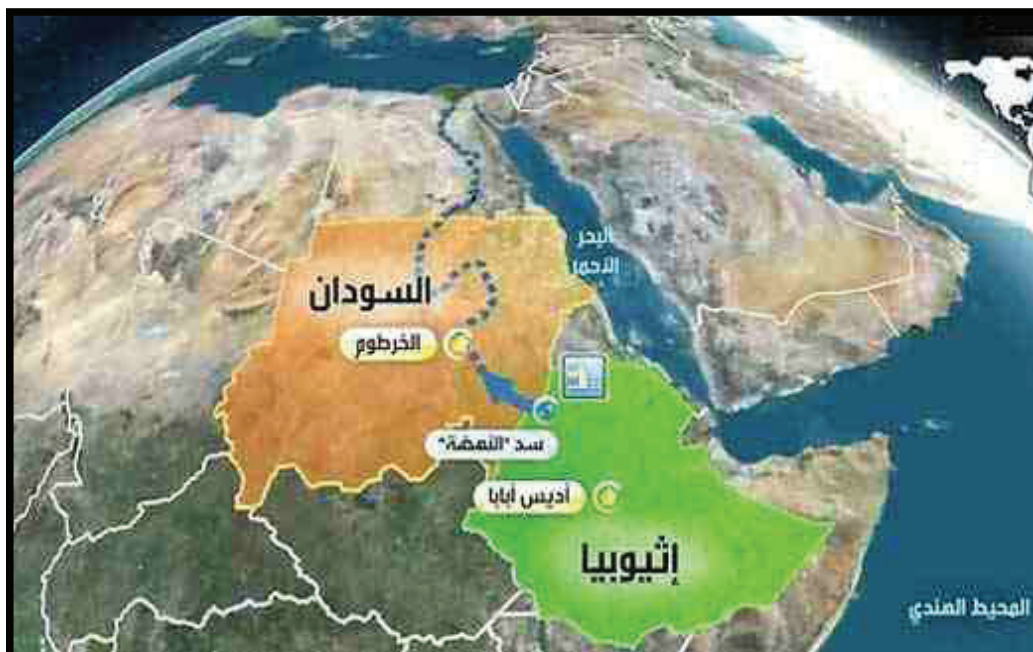 البحر
الأحمر
السودان
الخرطوم
سد "النهضة"
أديس أبابا
إثيوبيا
المحيط الهندي